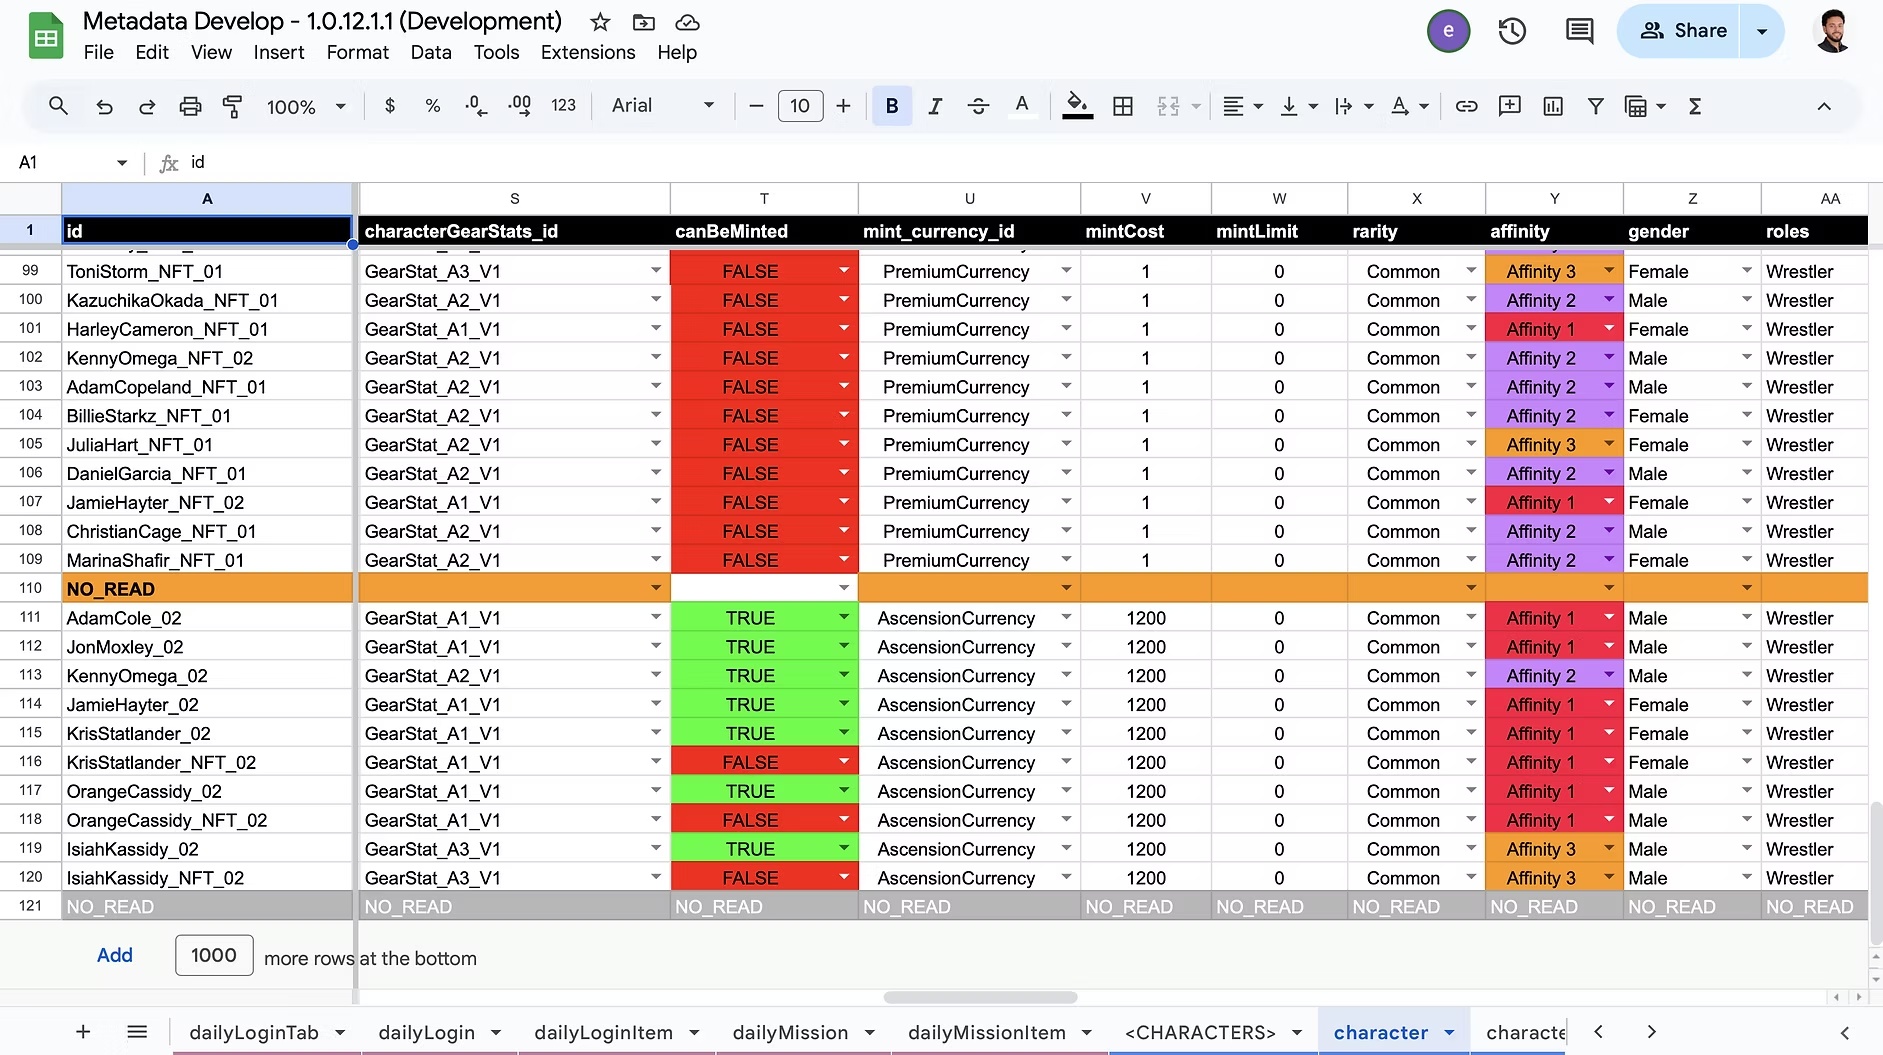 Metadata Develop - 1.0.12.1.1 (Development)
e
Share
File Edit View Insert Format Data Tools Extensions Help
100% $ % .0 .00 123 Arial 10 B I A
A1 fx id
A S T U V W X Y Z AA
1 id characterGearStats_id canBeMinted mint_currency_id mintCost mintLimit rarity affinity gender roles
99 ToniStorm_NFT_01 GearStat_A3_V1 FALSE PremiumCurrency 1 0 Common Affinity 3 Female Wrestler
100 KazuchikaOkada_NFT_01 GearStat_A2_V1 FALSE PremiumCurrency 1 0 Common Affinity 2 Male Wrestler
101 HarleyCameron_NFT_01 GearStat_A1_V1 FALSE PremiumCurrency 1 0 Common Affinity 1 Female Wrestler
102 KennyOmega_NFT_02 GearStat_A2_V1 FALSE PremiumCurrency 1 0 Common Affinity 2 Male Wrestler
103 AdamCopeland_NFT_01 GearStat_A2_V1 FALSE PremiumCurrency 1 0 Common Affinity 2 Male Wrestler
104 BillieStarkz_NFT_01 GearStat_A2_V1 FALSE PremiumCurrency 1 0 Common Affinity 2 Female Wrestler
105 JuliaHart_NFT_01 GearStat_A2_V1 FALSE PremiumCurrency 1 0 Common Affinity 3 Female Wrestler
106 DanielGarcia_NFT_01 GearStat_A2_V1 FALSE PremiumCurrency 1 0 Common Affinity 2 Male Wrestler
107 JamieHayter_NFT_02 GearStat_A1_V1 FALSE PremiumCurrency 1 0 Common Affinity 1 Female Wrestler
108 ChristianCage_NFT_01 GearStat_A2_V1 FALSE PremiumCurrency 1 0 Common Affinity 2 Male Wrestler
109 MarinaShafir_NFT_01 GearStat_A2_V1 FALSE PremiumCurrency 1 0 Common Affinity 2 Female Wrestler
110 NO_READ
111 AdamCole_02 GearStat_A1_V1 TRUE AscensionCurrency 1200 0 Common Affinity 1 Male Wrestler
112 JonMoxley_02 GearStat_A1_V1 TRUE AscensionCurrency 1200 0 Common Affinity 1 Male Wrestler
113 KennyOmega_02 GearStat_A2_V1 TRUE AscensionCurrency 1200 0 Common Affinity 2 Male Wrestler
114 JamieHayter_02 GearStat_A1_V1 TRUE AscensionCurrency 1200 0 Common Affinity 1 Female Wrestler
115 KrisStatlander_02 GearStat_A1_V1 TRUE AscensionCurrency 1200 0 Common Affinity 1 Female Wrestler
116 KrisStatlander_NFT_02 GearStat_A1_V1 FALSE AscensionCurrency 1200 0 Common Affinity 1 Female Wrestler
117 OrangeCassidy_02 GearStat_A1_V1 TRUE AscensionCurrency 1200 0 Common Affinity 1 Male Wrestler
118 OrangeCassidy_NFT_02 GearStat_A1_V1 FALSE AscensionCurrency 1200 0 Common Affinity 1 Male Wrestler
119 IsiahKassidy_02 GearStat_A3_V1 TRUE AscensionCurrency 1200 0 Common Affinity 3 Male Wrestler
120 IsiahKassidy_NFT_02 GearStat_A3_V1 FALSE AscensionCurrency 1200 0 Common Affinity 3 Male Wrestler
121 NO_READ NO_READ NO_READ NO_READ NO_READ NO_READ NO_READ NO_READ NO_READ NO_READ
Add 1000 more rows at the bottom
dailyLoginTab dailyLogin dailyLoginItem dailyMission dailyMissionItem <CHARACTERS> character characte